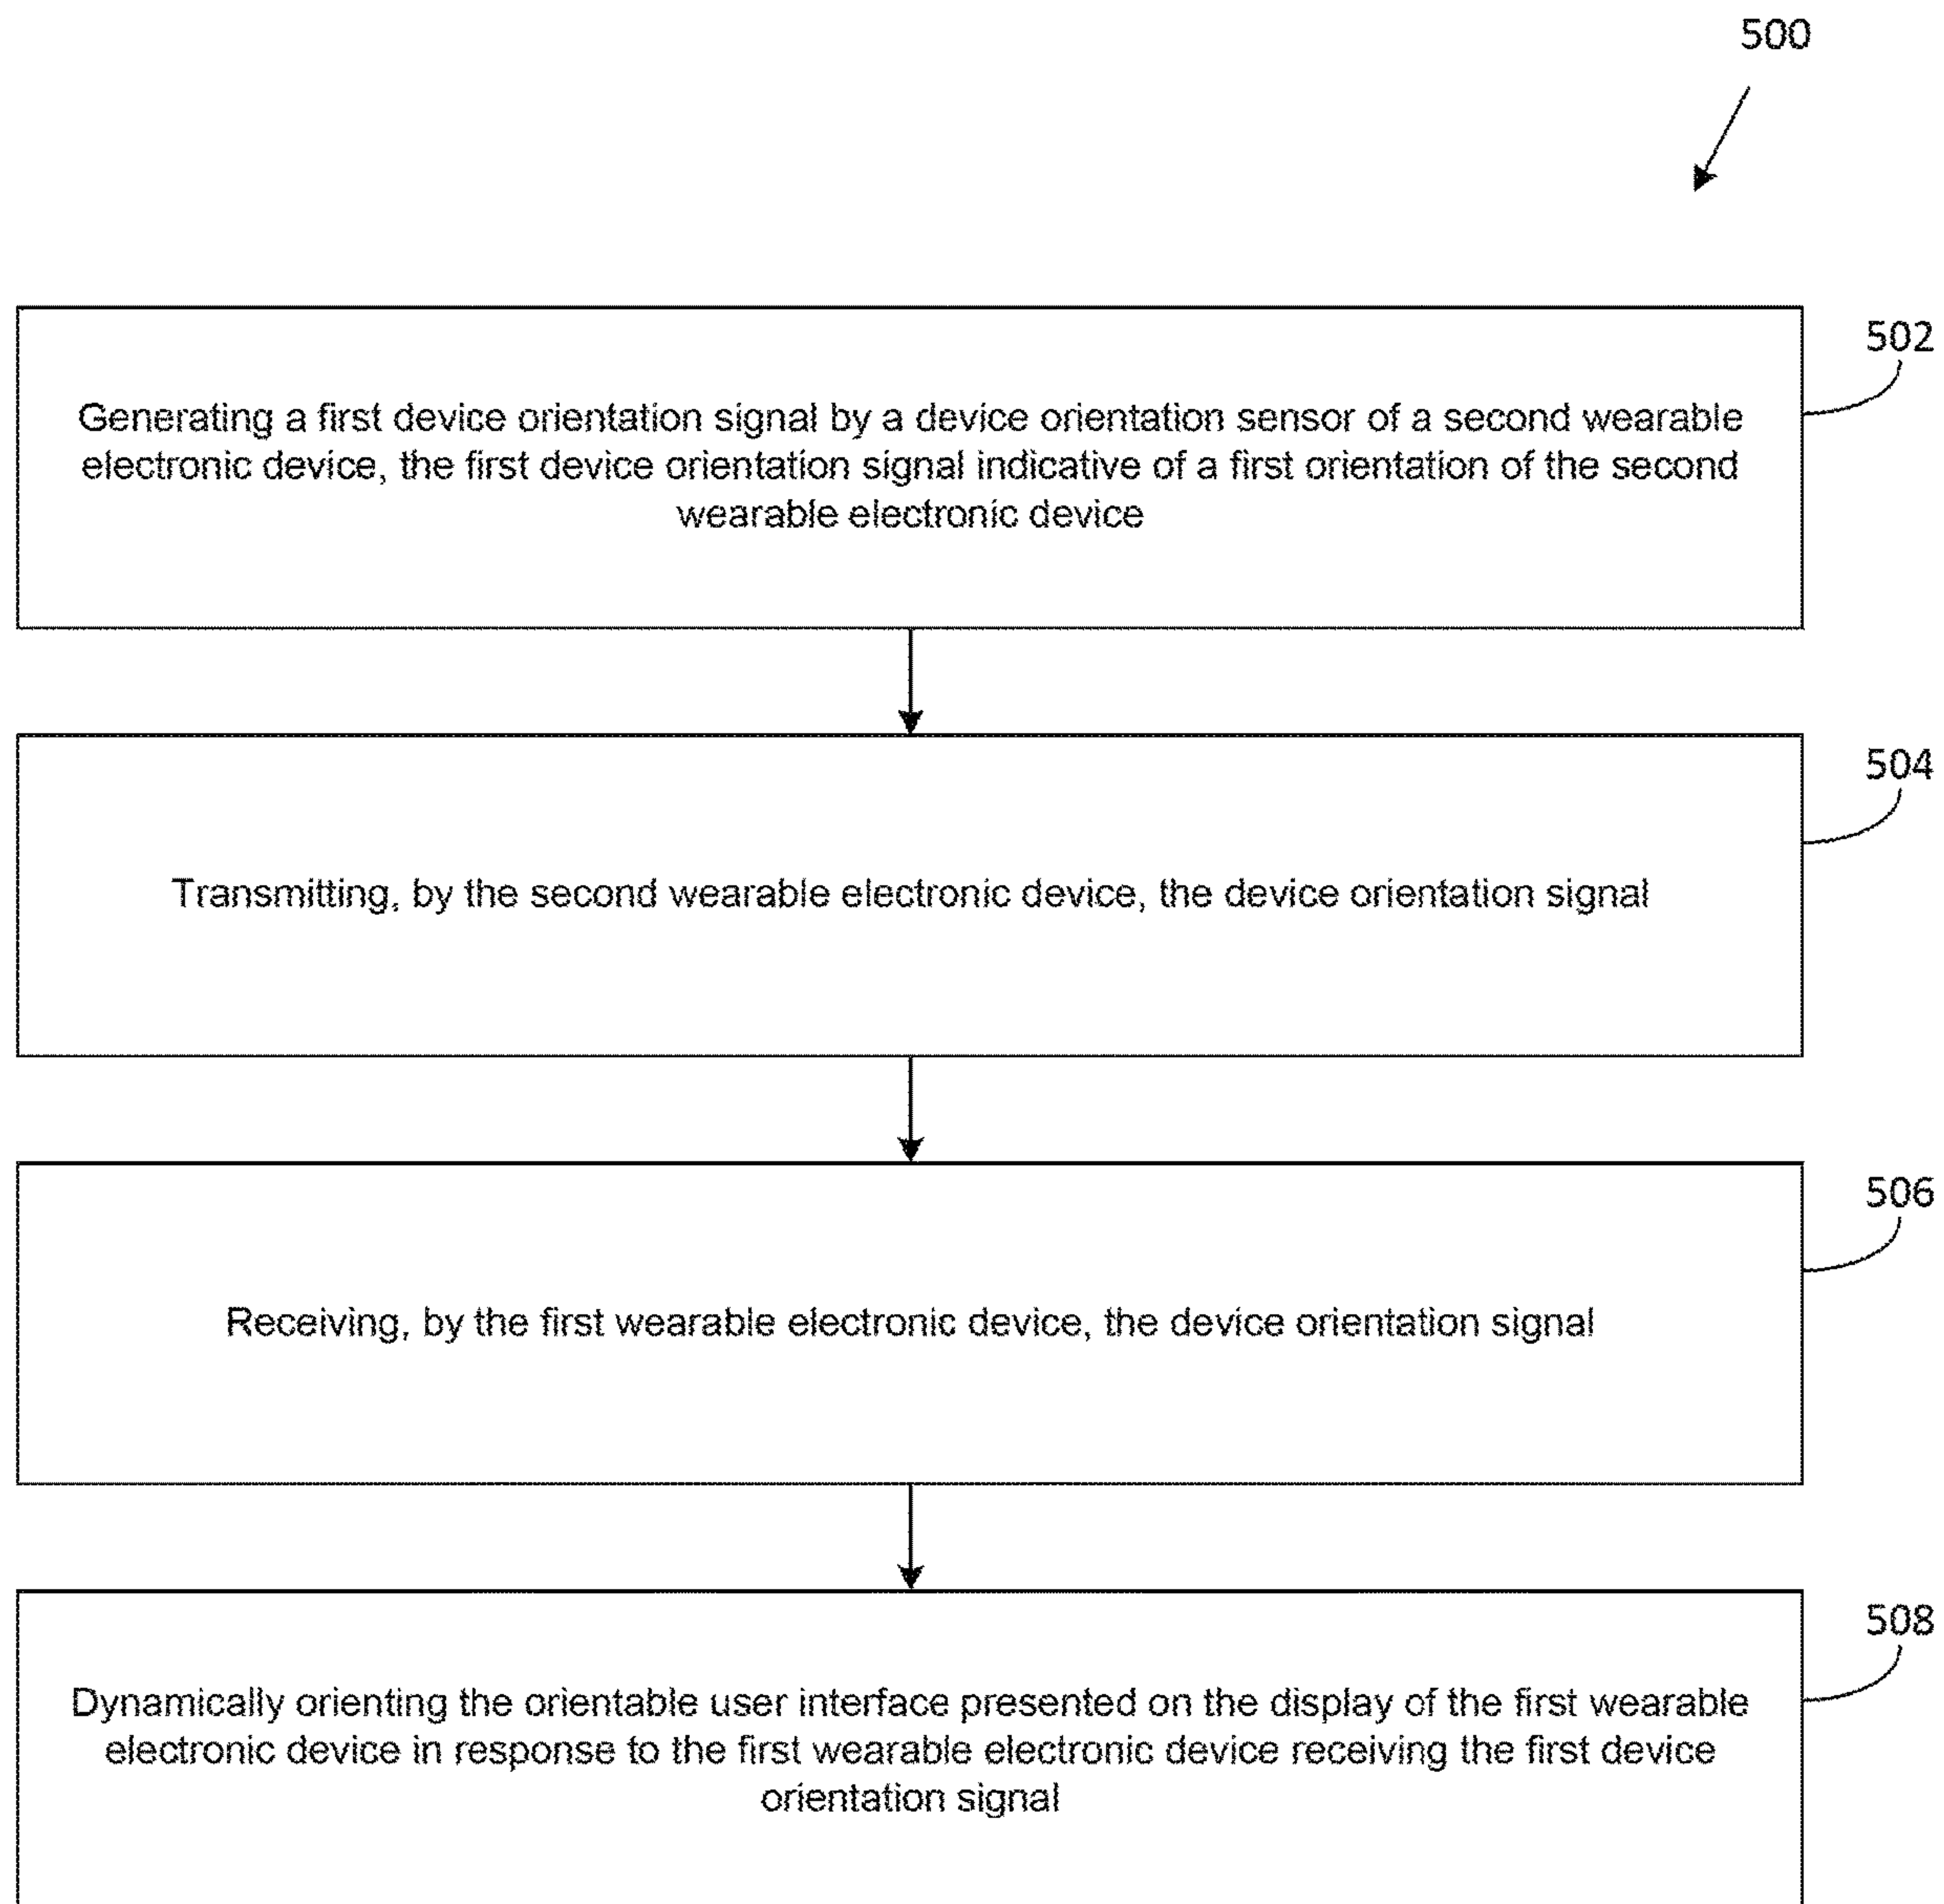 500
502
Generating a first device orientation signal by a device orientation sensor of a second wearable
electronic device, the first device orientation signal indicative of a first orientation of the second
wearable electronic device
504
Transmitting, by the second wearable electronic device, the device orientation signal
506
Receiving, by the first wearable electronic device, the device orientation signal
508
Dynamically orienting the orientable user interface presented on the display of the first wearable
electronic device in response to the first wearable electronic device receiving the first device
orientation signal